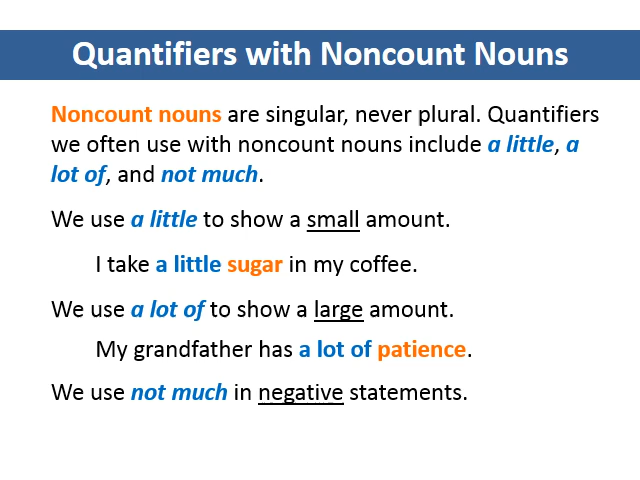 Quantifiers with Noncount Nouns
Noncount nouns are singular, never plural. Quantifiers
we often use with noncount nouns include a little, a
lot of, and not much.
We use a little to show a small amount.
I take a little sugar in my coffee.
We use a lot of to show a large amount.
My grandfather has a lot of patience.
We use not much in negative statements.